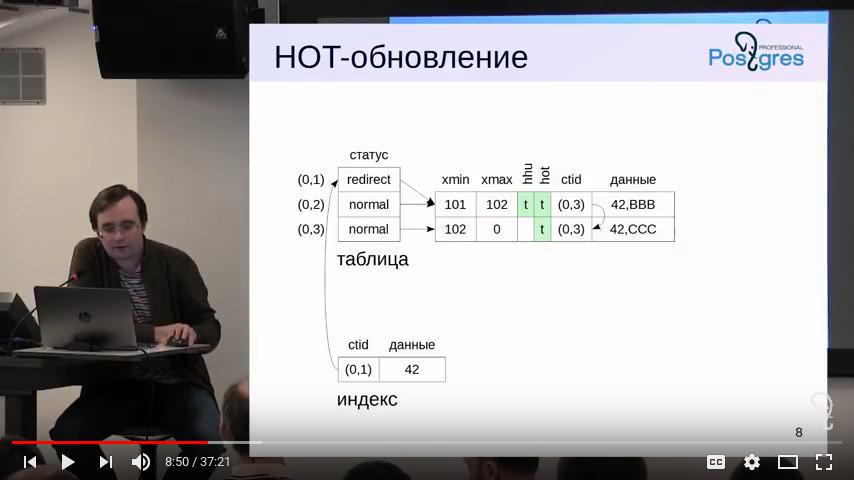 HOT-обновление
PROFESSIONAL
Postgres
статус
(0,1) redirect xmin xmax hhu hot ctid данные
(0,2) normal 101 102 t t (0,3) 42,BBB
(0,3) normal 102 0 t (0,3) 42,CCC
таблица
ctid данные
(0,1) 42
индекс
8
8:50 / 37:21
CC